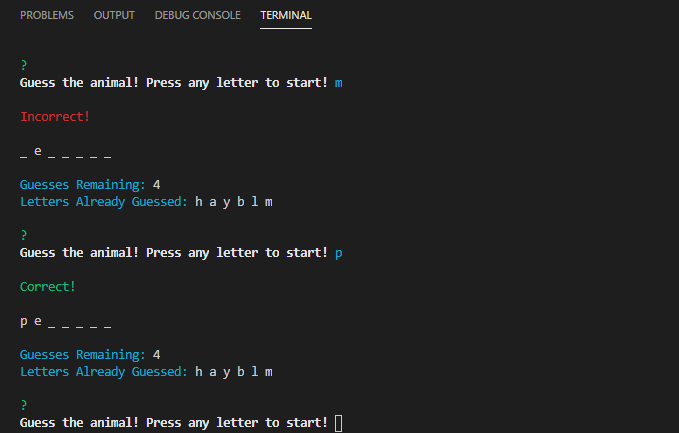 PROBLEMS OUTPUT DEBUG CONSOLE TERMINAL
?
Guess the animal! Press any letter to start! m
Incorrect!
_ e _ _ _ _ _
Guesses Remaining: 4
Letters Already Guessed: h a y b l m
?
Guess the animal! Press any letter to start! p
Correct!
p e _ _ _ _ _
Guesses Remaining: 4
Letters Already Guessed: h a y b l m
?
Guess the animal! Press any letter to start!